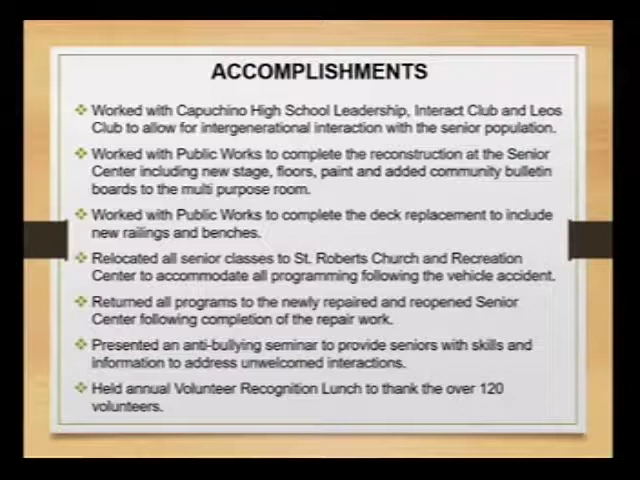 ACCOMPLISHMENTS
❖ Worked with Capuchino High School Leadership, Interact Club and Leos
Club to allow for intergenerational interaction with the senior population.
❖ Worked with Public Works to complete the reconstruction at the Senior
Center including new stage, floors, paint and added community bulletin
boards to the multi purpose room.
❖ Worked with Public Works to complete the deck replacement to include
new railings and benches.
❖ Relocated all senior classes to St. Roberts Church and Recreation
Center to accommodate all programming following the vehicle accident.
❖ Returned all programs to the newly repaired and reopened Senior
Center following completion of the repair work.
❖ Presented an anti-bullying seminar to provide seniors with skills and
information to address unwelcomed interactions.
❖ Held annual Volunteer Recognition Lunch to thank the over 120
volunteers.